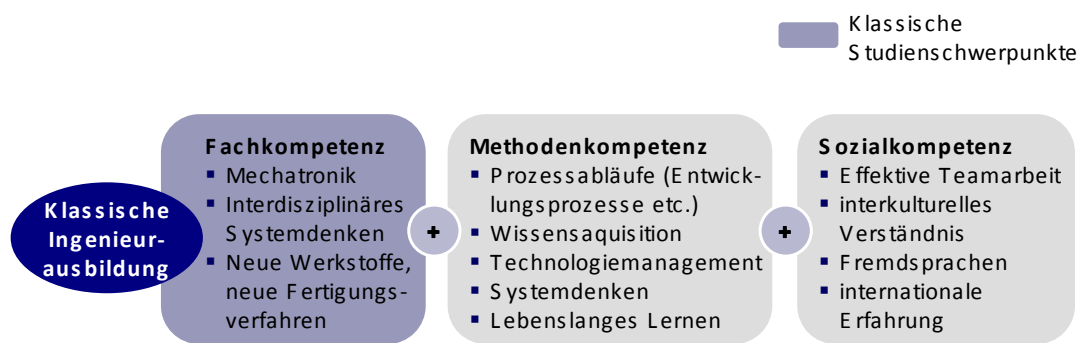 Klassische
Studienschwerpunkte
Klassische
Ingenieur-
ausbildung
Fachkompetenz
▪ Mechatronik
▪ Interdisziplinäres
Systemdenken
▪ Neue Werkstoffe,
neue Fertigungs-
verfahren
+
Methodenkompetenz
▪ Prozessabläufe (Entwick-
lungsprozesse etc.)
▪ Wissensaquisition
▪ Technologiemanagement
▪ Systemdenken
▪ Lebenslanges Lernen
+
Sozialkompetenz
▪ Effektive Teamarbeit
▪ interkulturelles
Verständnis
▪ Fremdsprachen
▪ internationale
Erfahrung